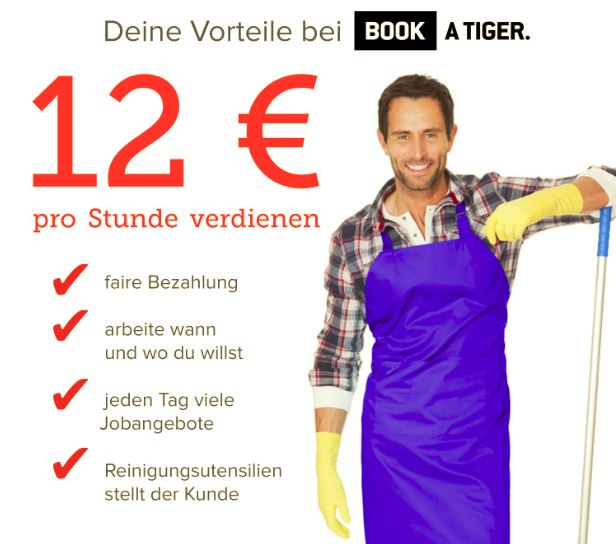 Deine Vorteile bei BOOK A TIGER.
12 €
pro Stunde verdienen
faire Bezahlung
arbeite wann
und wo du willst
jeden Tag viele
Jobangebote
Reinigungsutensilien
stellt der Kunde